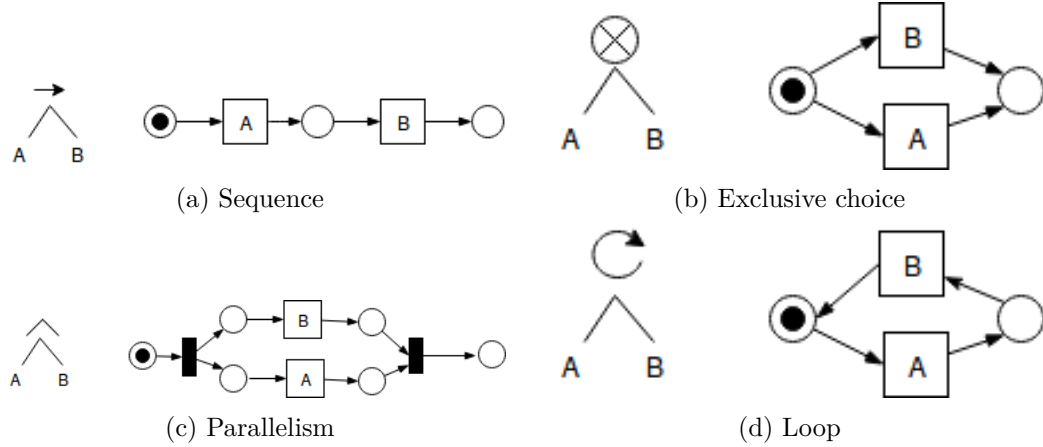 A B A B
(a) Sequence
A B B A
(b) Exclusive choice
A B B A
(c) Parallelism
A B B A
(d) Loop